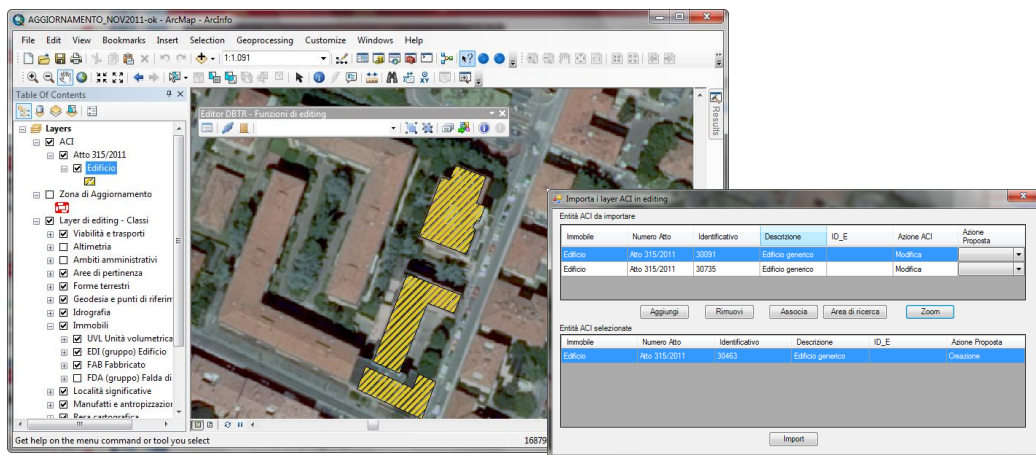 AGGIORNAMENTO_NOV2011-ok - ArcMap - ArcInfo
File Edit View Bookmarks Insert Selection Geoprocessing Customize Windows Help
1:1.091
Table Of Contents
Layers
ACI
Atto 315/2011
Edificio
Zona di Aggiornamento
Layer di editing - Classi
Viabilità e trasporti
Altimetria
Ambiti amministrativi
Aree di pertinenza
Forme terrestri
Geodesia e punti di riferim
Idrografia
Immobili
UVL Unità volumetrica
EDI (gruppo) Edificio
FAB Fabbricato
FDA (gruppo) Falda di
Località significative
Manufatti e antropizzazion
Resa cartografica
Editor DBTR - Funzioni di editing
Results
Get help on the menu command or tool you select
16879
Importa i layer ACI in editing
Entità ACI da importare
Immobile Numero Atto Identificativo Descrizione ID_E Azione ACI Azione Proposta
Edificio Atto 315/2011 30091 Edificio generico Modifica
Edificio Atto 315/2011 30735 Edificio generico Modifica
Aggiungi Rimuovi Associa Area di ricerca Zoom
Entità ACI selezionate
Immobile Numero Atto Identificativo Descrizione ID_E Azione Proposta
Edificio Atto 315/2011 30463 Edificio generico Creazione
Import